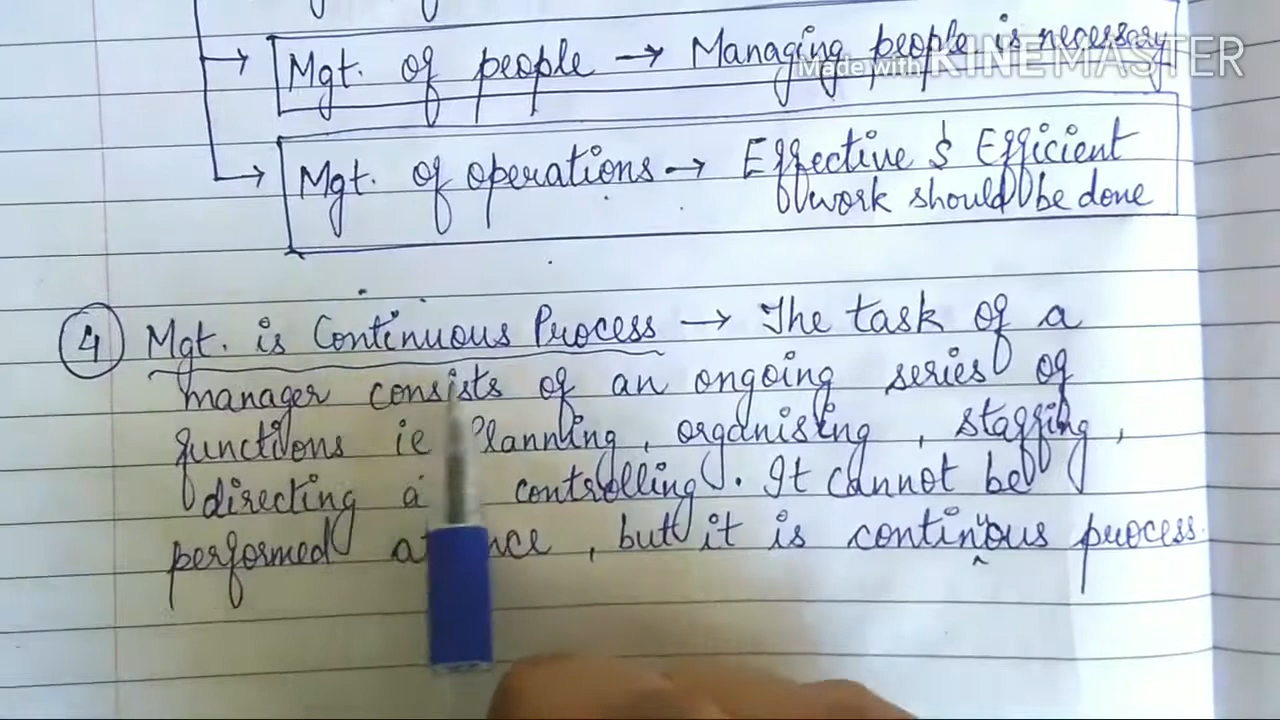 Mgt. of people → Managing people is necessary
Made with KINEMASTER
Mgt. of operations → Effective & Efficient
work should be done
4 Mgt. is Continuous Process → The task of a
manager consists of an ongoing series of
functions ie Planning, organising, staffing,
directing controlling. It cannot be
performed , but it is continuous process.